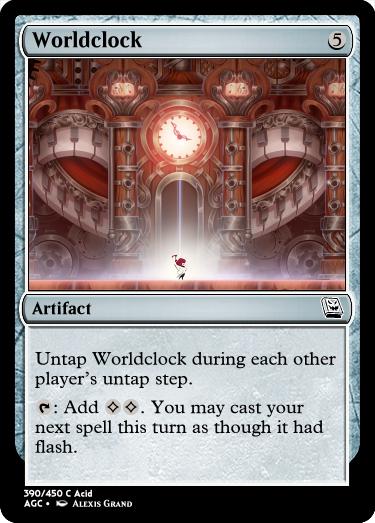 Worldclock 5
Artifact
Untap Worldclock during each other
player's untap step.
: Add . You may cast your
next spell this turn as though it had
flash.
390/450 C Acid
AGC • Alexis Grand